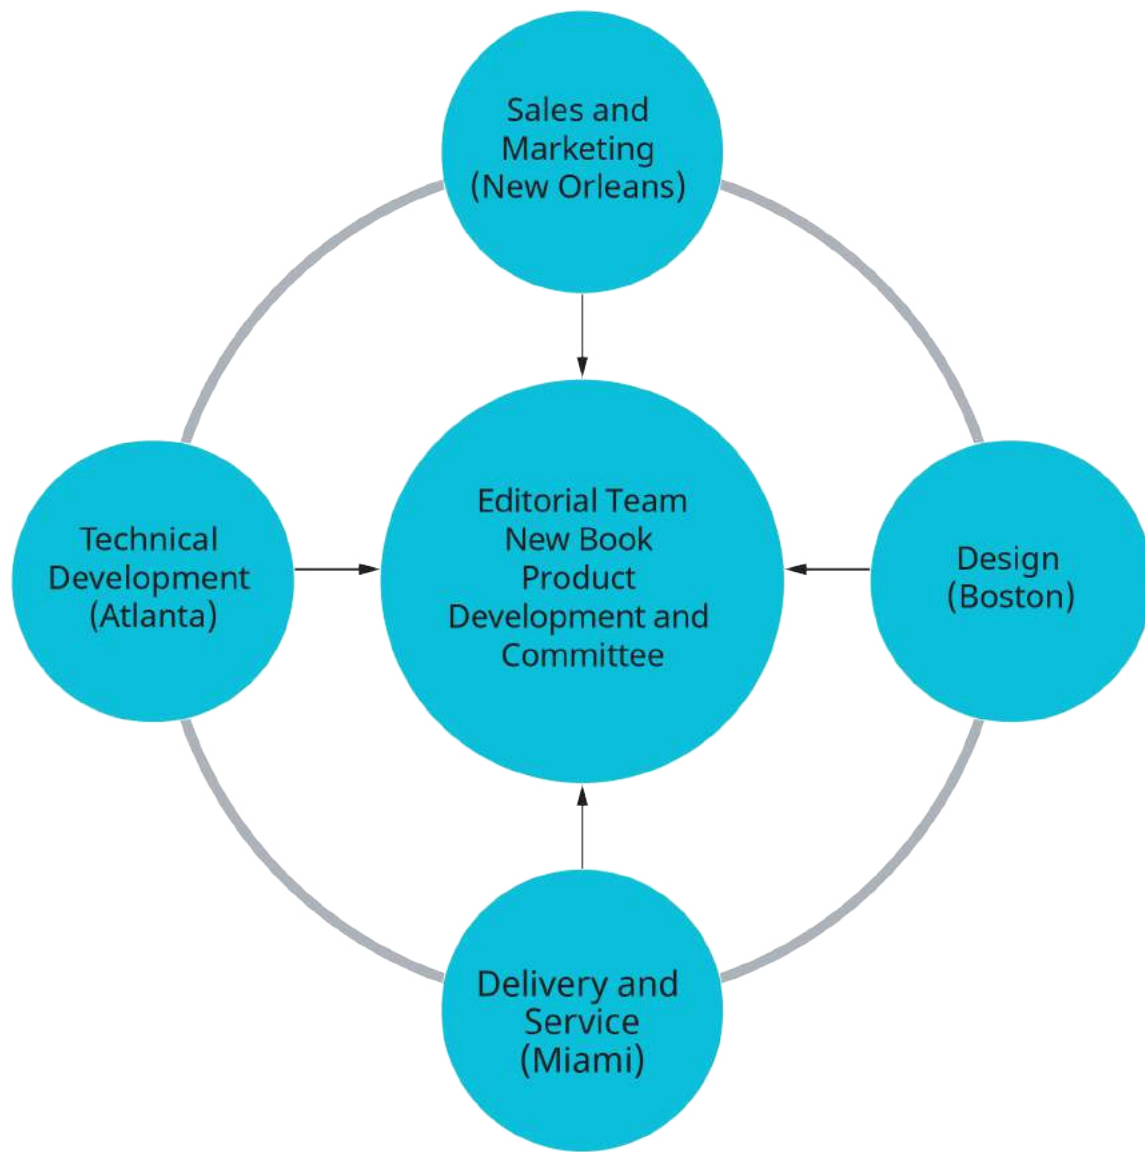 Sales and
Marketing
(New Orleans)
Technical
Development
(Atlanta)
Editorial Team
New Book
Product
Development and
Committee
Design
(Boston)
Delivery and
Service
(Miami)